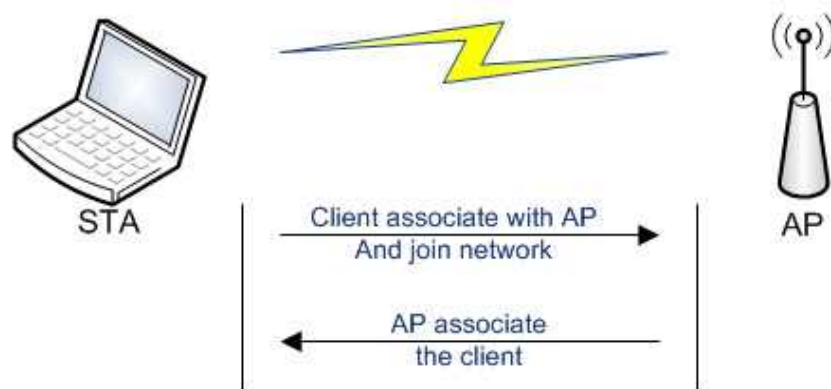 STA
AP
Client associate with AP
And join network
AP associate
the client